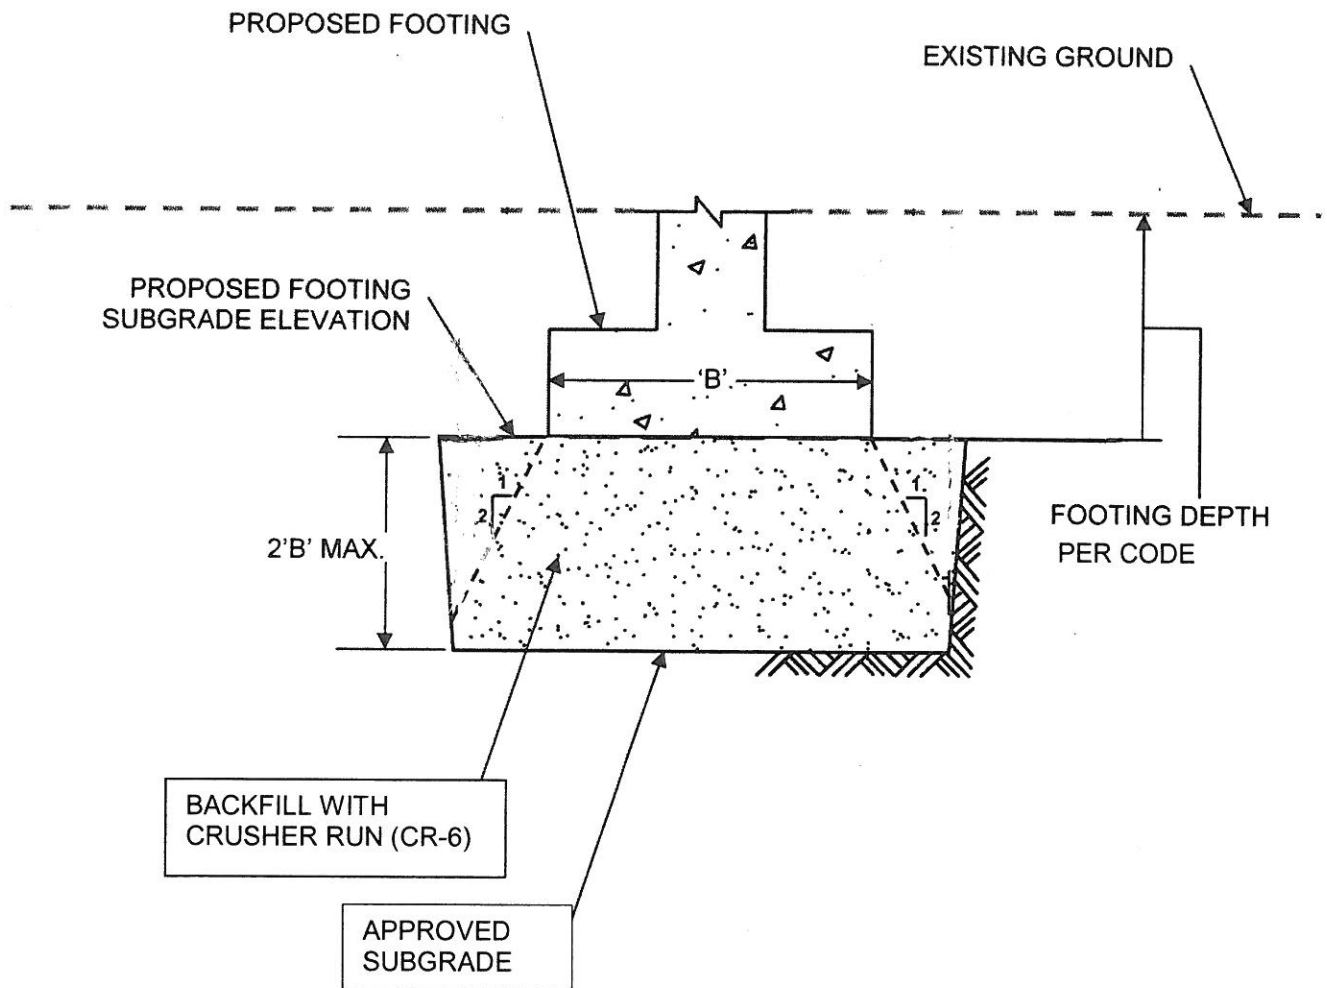 PROPOSED FOOTING
EXISTING GROUND
PROPOSED FOOTING
SUBGRADE ELEVATION
'B'
1
2
1
2
2'B' MAX.
FOOTING DEPTH
PER CODE
BACKFILL WITH
CRUSHER RUN (CR-6)
APPROVED
SUBGRADE